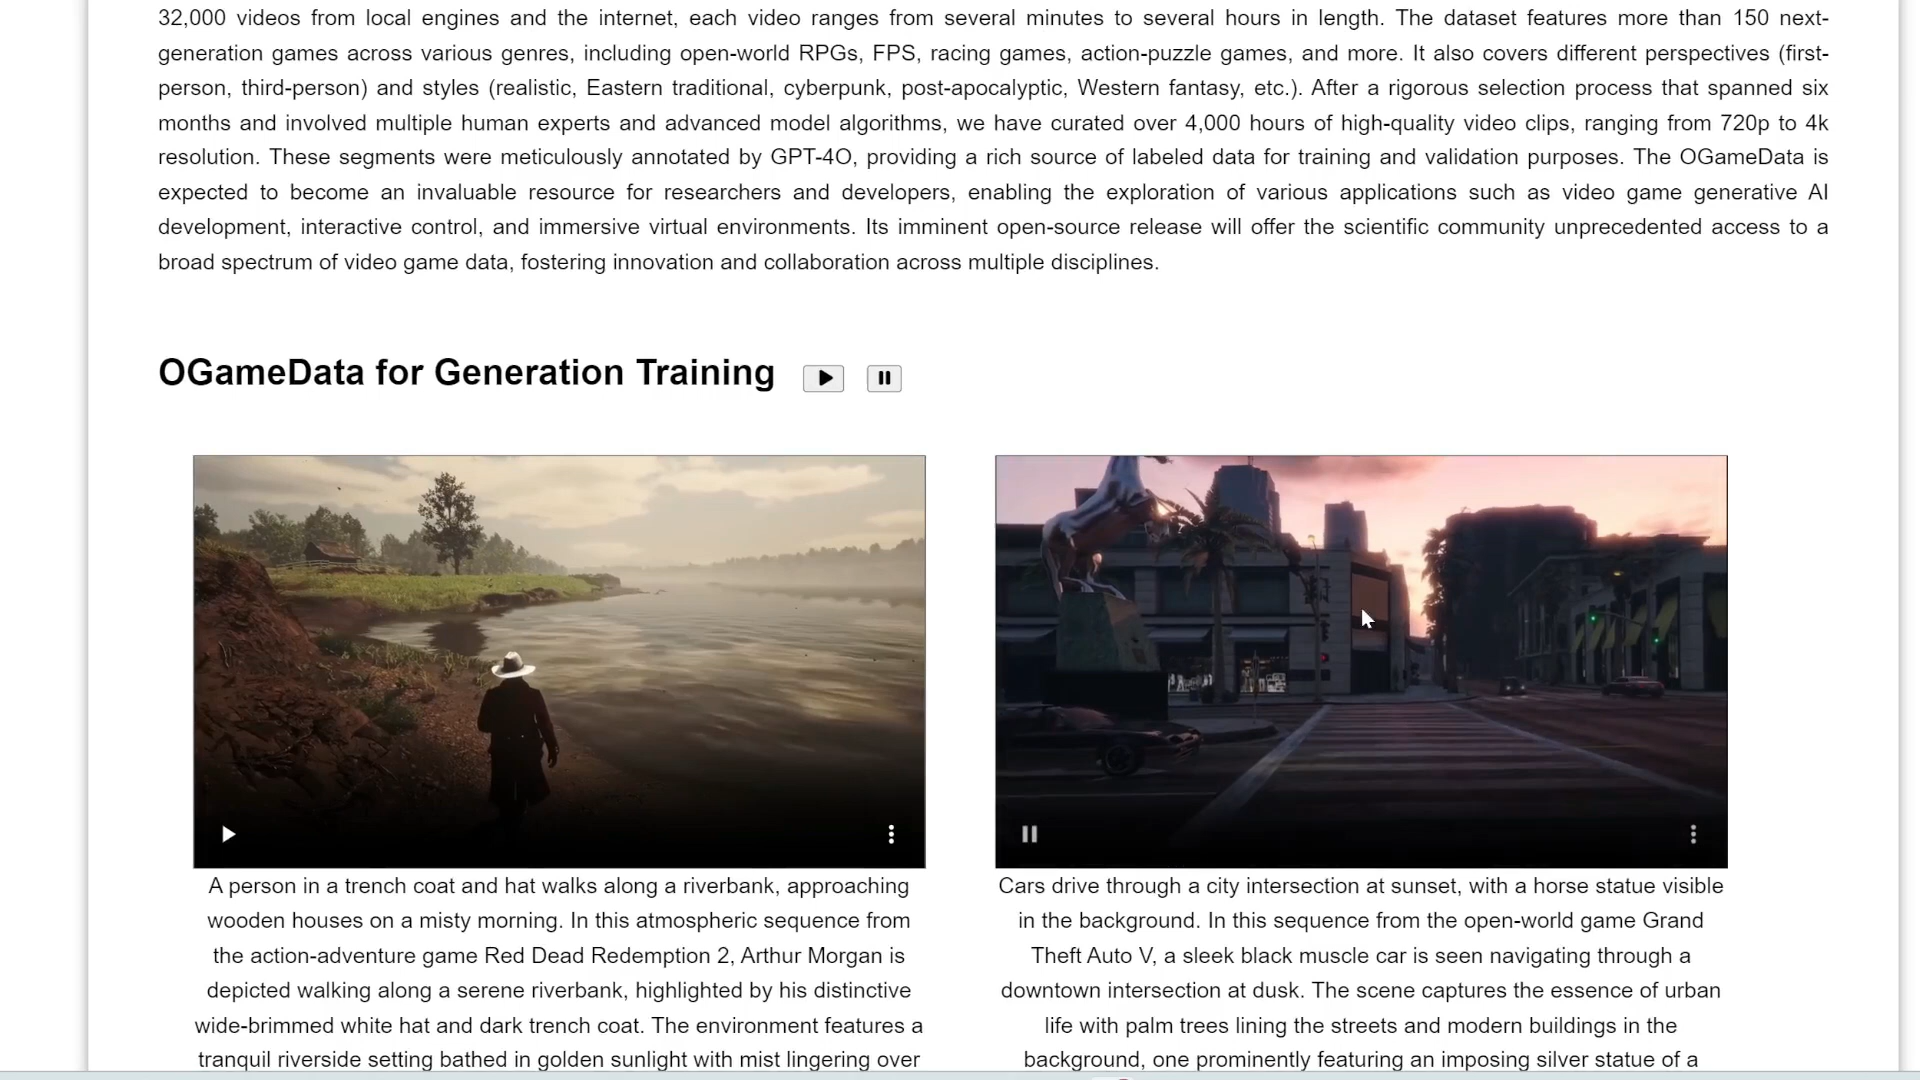 32,000 videos from local engines and the internet, each video ranges from several minutes to several hours in length. The dataset features more than 150 next-
generation games across various genres, including open-world RPGs, FPS, racing games, action-puzzle games, and more. It also covers different perspectives (first-
person, third-person) and styles (realistic, Eastern traditional, cyberpunk, post-apocalyptic, Western fantasy, etc.). After a rigorous selection process that spanned six
months and involved multiple human experts and advanced model algorithms, we have curated over 4,000 hours of high-quality video clips, ranging from 720p to 4k
resolution. These segments were meticulously annotated by GPT-4O, providing a rich source of labeled data for training and validation purposes. The OGameData is
expected to become an invaluable resource for researchers and developers, enabling the exploration of various applications such as video game generative AI
development, interactive control, and immersive virtual environments. Its imminent open-source release will offer the scientific community unprecedented access to a
broad spectrum of video game data, fostering innovation and collaboration across multiple disciplines.
OGameData for Generation Training
A person in a trench coat and hat walks along a riverbank, approaching
wooden houses on a misty morning. In this atmospheric sequence from
the action-adventure game Red Dead Redemption 2, Arthur Morgan is
depicted walking along a serene riverbank, highlighted by his distinctive
wide-brimmed white hat and dark trench coat. The environment features a
tranquil riverside setting bathed in golden sunlight with mist lingering over
Cars drive through a city intersection at sunset, with a horse statue visible
in the background. In this sequence from the open-world game Grand
Theft Auto V, a sleek black muscle car is seen navigating through a
downtown intersection at dusk. The scene captures the essence of urban
life with palm trees lining the streets and modern buildings in the
background, one prominently featuring an imposing silver statue of a